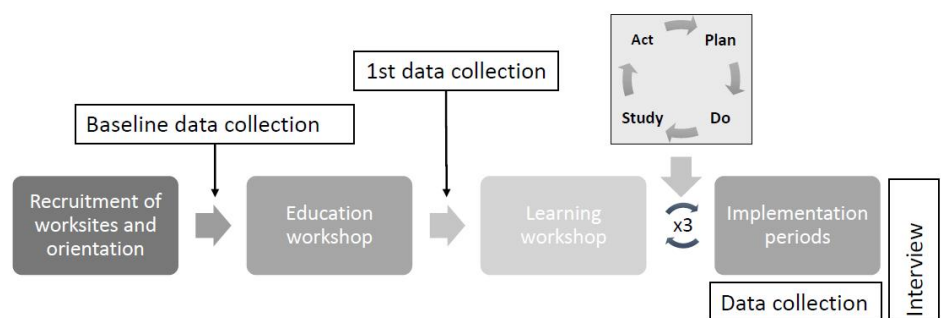 Act
Plan
Study
Do
1st data collection
Baseline data collection
Recruitment of
worksites and
orientation
Education
workshop
Learning
workshop
x3
Implementation
periods
Data collection
Interview